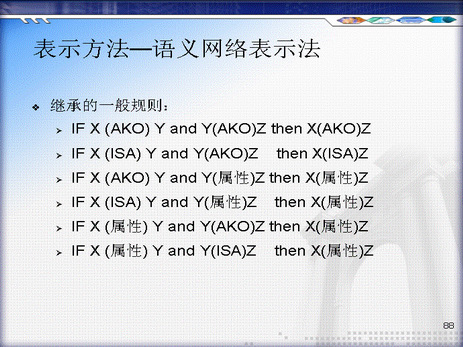 表示方法—语义网络表示法
继承的一般规则：
IF X (AKO) Y and Y(AKO)Z then X(AKO)Z
IF X (ISA) Y and Y(AKO)Z then X(ISA)Z
IF X (AKO) Y and Y(属性)Z then X(属性)Z
IF X (ISA) Y and Y(属性)Z then X(属性)Z
IF X (属性) Y and Y(AKO)Z then X(属性)Z
IF X (属性) Y and Y(ISA)Z then X(属性)Z
88